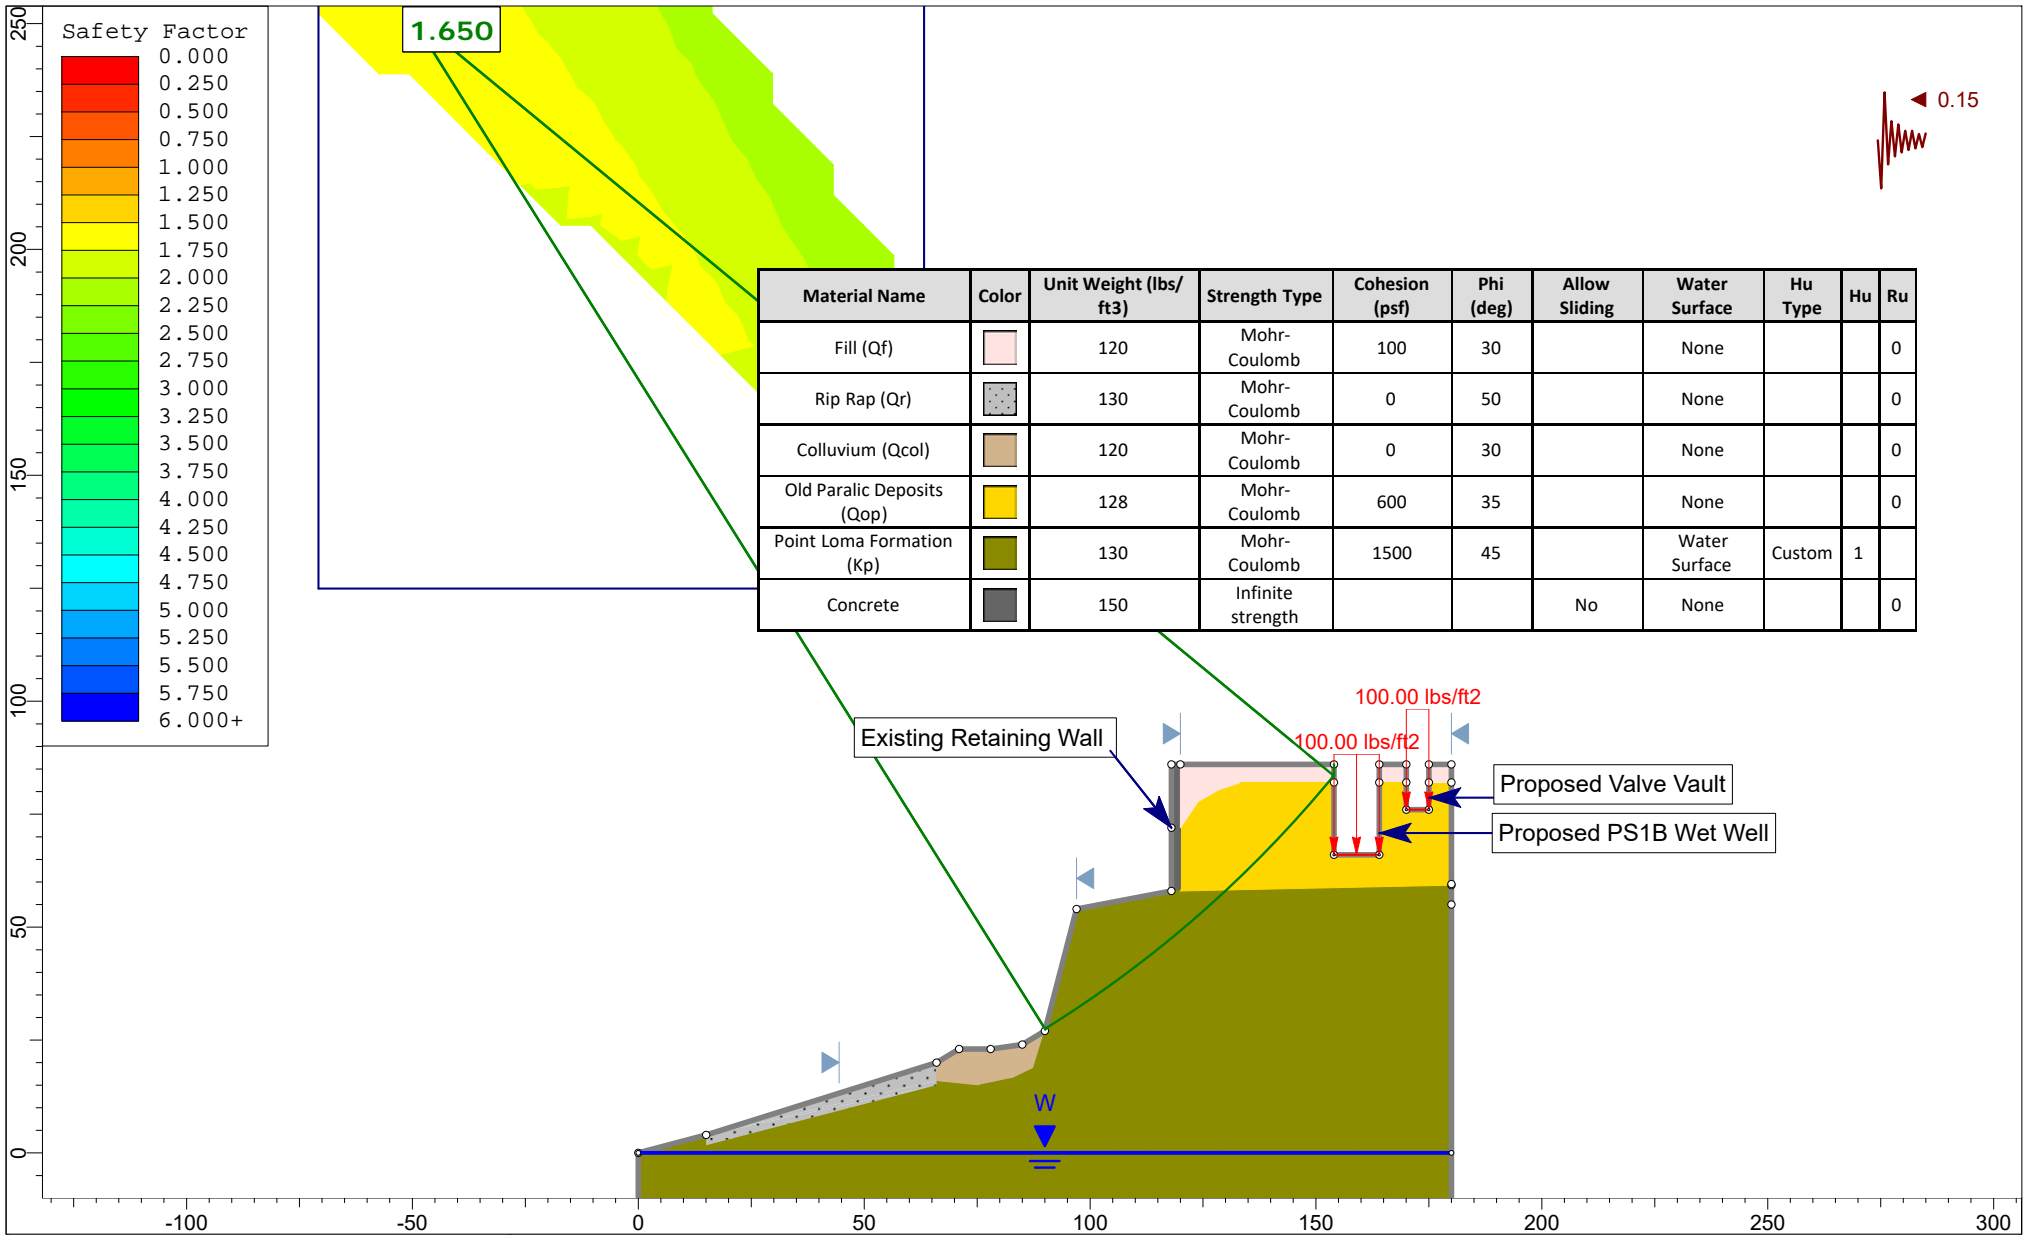 Safety Factor
0.000
0.250
0.500
0.750
1.000
1.250
1.500
1.750
2.000
2.250
2.500
2.750
3.000
3.250
3.500
3.750
4.000
4.250
4.500
4.750
5.000
5.250
5.500
5.750
6.000+
1.650
0.15
Material Name Color Unit Weight (lbs/ Strength Type Cohesion Phi Allow Water Hu Hu Ru
ft3) (psf) (deg) Sliding Surface Type
Fill (Qf) 120 Mohr- 100 30 None 0
Coulomb
Rip Rap (Qr) 130 Mohr- 0 50 None 0
Coulomb
Colluvium (Qcol) 120 Mohr- 0 30 None 0
Coulomb
Old Paralic Deposits 128 Mohr- 600 35 None 0
(Qop) Coulomb
Point Loma Formation 130 Mohr- 1500 45 Water Custom 1
(Kp) Coulomb Surface
Concrete 150 Infinite No None 0
strength
100.00 lbs/ft2
100.00 lbs/ft2
Existing Retaining Wall
Proposed Valve Vault
Proposed PS1B Wet Well
W
250
200
150
100
50
0
-100 -50 0 50 100 150 200 250 300